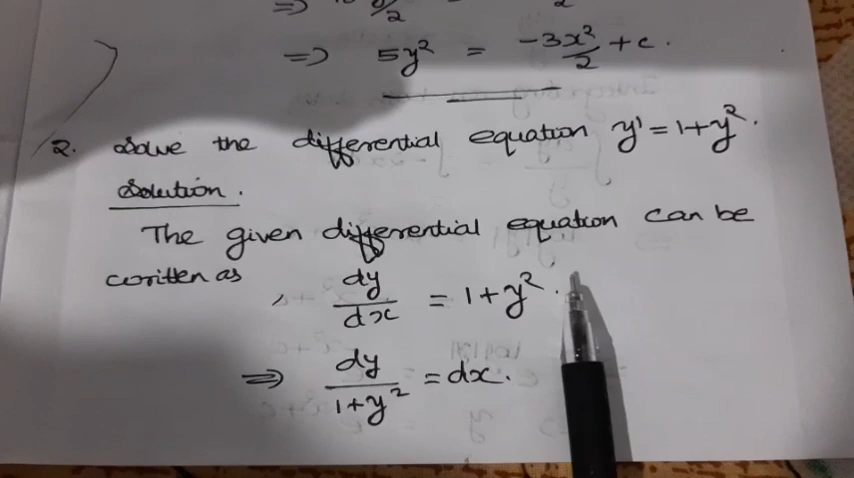 ⇒ 5y² = -3x²/2 + c.
2. Solve the differential equation y' = 1+y².
Solution.
The given differential equation can be
written as, dy/dx = 1+y².
⇒ dy/1+y² = dx.